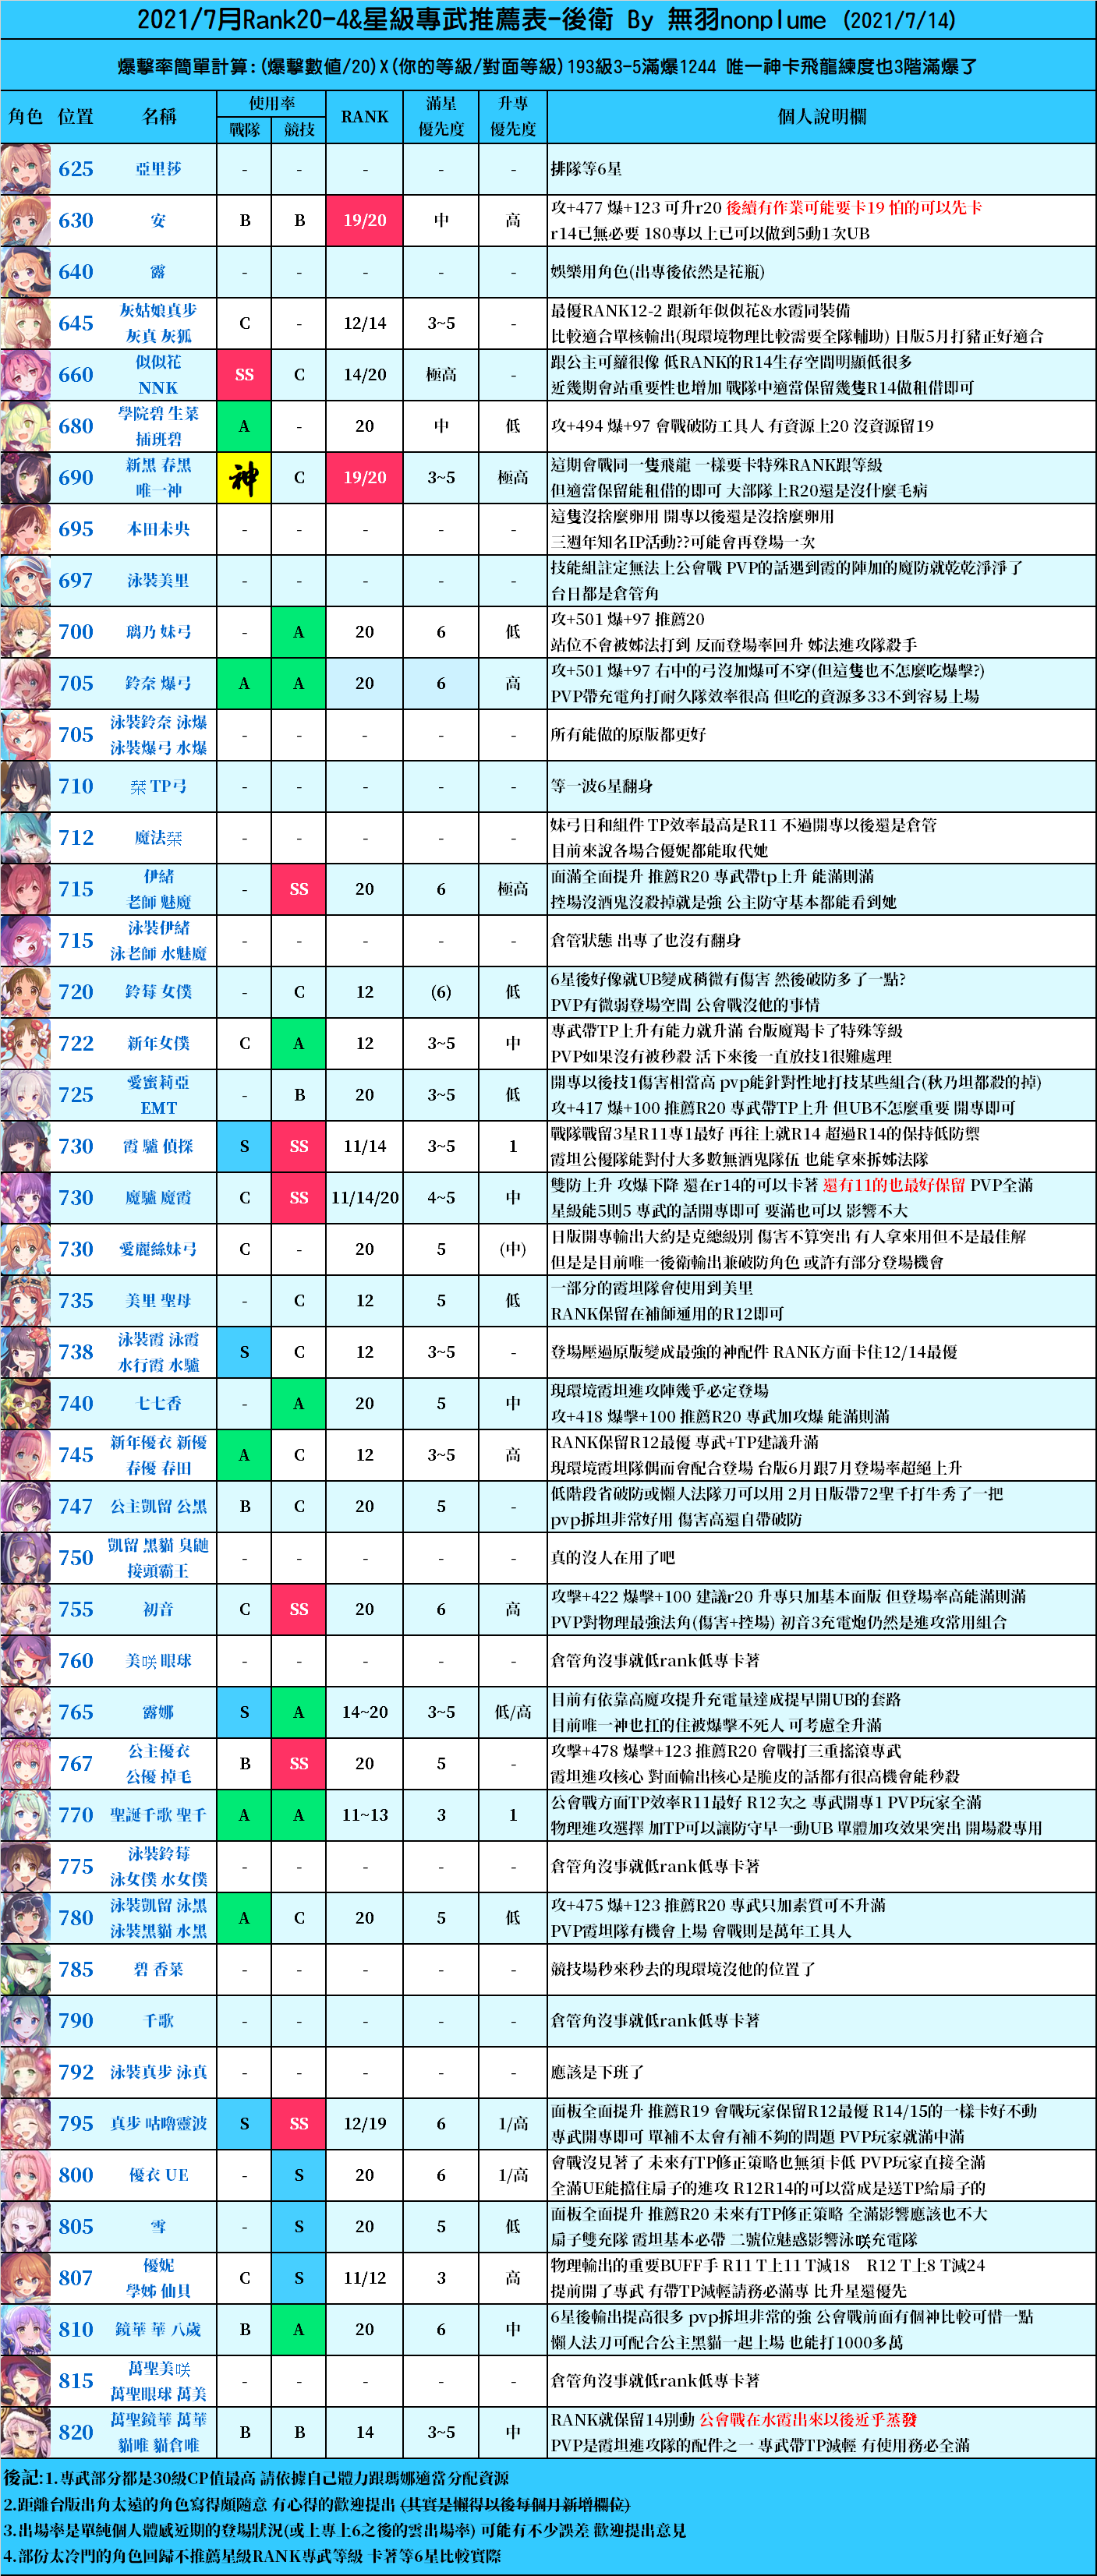 2021/7月Rank20-4&星級專武推薦表-後衛 By 無羽nonplume (2021/7/14)
爆擊率簡單計算:(爆擊數值/20)X(你的等級/對面等級)193級3-5滿爆1244 唯一神卡飛龍練度也3階滿爆了
角色 位置 名稱 使用率 戰隊 競技 RANK 滿星優先度 升專優先度 個人說明欄
625 亞里莎 - - - - - 排隊等6星
630 安 B B 19/20 中 高 攻+477 爆+123 可升r20 後續有作業可能要卡19 怕的可以先卡
r14已無必要 180專以上已可以做到5動1次UB
640 露 - - - - - 娛樂用角色(出專後依然是花瓶)
645 灰姑娘真步 灰真 灰狐 C - 12/14 3~5 - 最優RANK12-2 跟新年似似花&水霞同裝備
比較適合單核輸出(現環境物理比較需要全隊輔助) 日版5月打豬正好適合
660 似似花 NNK SS C 14/20 極高 - 跟公主可蘿很像 低RANK的R14生存空間明顯低很多
近幾期會站重要性也增加 戰隊中適當保留幾隻R14做租借即可
680 學院碧 生菜 插班碧 A - 20 中 低 攻+494 爆+97 會戰破防工具人 有資源上20 沒資源留19
690 新黑 春黑 唯一神 神 C 19/20 3~5 極高 這期會戰同一隻飛龍 一樣要卡特殊RANK跟等級
但適當保留能租借的即可 大部隊上R20還是沒什麼毛病
695 本田未央 - - - - - 這隻沒捨麼卵用 開專以後還是沒捨麼卵用
三週年知名IP活動??可能會再登場一次
697 泳裝美里 - - - - - 技能組註定無法上公會戰 PVP的話遇到霞的陣加的魔防就乾乾淨淨了
台日都是倉管角
700 璃乃 妹弓 - A 20 6 低 攻+501 爆+97 推薦20
站位不會被姊法打到 反而登場率回升 姊法進攻隊殺手
705 鈴奈 爆弓 A A 20 6 高 攻+501 爆+97 右中的弓沒加爆可不穿(但這隻也不怎麼吃爆擊?)
PVP帶充電角打耐久隊效率很高 但吃的資源多33不到容易上場
705 泳裝鈴奈 泳爆 泳裝爆弓 水爆 - - - - - 所有能做的原版都更好
710 栞 TP弓 - - - - - 等一波6星翻身
712 魔法栞 - - - - - 妹弓日和組件 TP效率最高是R11 不過開專以後還是倉管
目前來說各場合優妮都能取代她
715 伊緒 老師 魅魔 - SS 20 6 極高 面滿全面提升 推薦R20 專武帶tp上升 能滿則滿
控場沒酒鬼沒殺掉就是強 公主防守基本都能看到她
715 泳裝伊緒 泳老師 水魅魔 - - - - - 倉管狀態 出專了也沒有翻身
720 鈴莓 女僕 - C 12 (6) 低 6星後好像就UB變成稍微有傷害 然後破防多了一點?
PVP有微弱登場空間 公會戰沒他的事情
722 新年女僕 C A 12 3~5 中 專武帶TP上升有能力就升滿 台版魔羯卡了特殊等級
PVP如果沒有被秒殺 活下來後一直放技1很難處理
725 愛蜜莉亞 EMT - B 20 3~5 高 開專以後技1傷害相當高 pvp能針對性地打技某些組合(秋乃坦都殺的掉)
攻+417 爆+100 推薦R20 專武帶TP上升 但UB不怎麼重要 開專即可
730 霞 驢 偵探 S SS 11/14 3~5 1 戰隊戰留3星R11專1最好 再往上就R14 超過R14的保持低防禦
霞坦公優隊能對付大多數無酒鬼隊伍 也能拿來拆姊法隊
730 魔驢 魔霞 C SS 11/14/20 4~5 中 雙防上升 攻爆下降 還在r14的可以卡著 還有11的也最好保留 PVP全滿
星級能5則5 專武的話開專即可 要滿也可以 影響不大
730 愛麗絲妹弓 C - 20 5 (中) 日版開專輸出大約是克總級別 傷害不算突出 有人拿來用但不是最佳解
但是是目前唯一後衛輸出兼破防角色 或許有部分登場機會
735 美里 聖母 - C 12 5 低 一部分的霞坦隊會使用到美里
RANK保留在補師通用的R12即可
738 泳裝霞 泳霞 水行霞 水驢 S C 12 3~5 - 登場壓過原版變成最強的神配件 RANK方面卡住12/14最優
740 七七香 - A 20 5 中 現環境霞坦進攻陣幾乎必定登場
攻+418 爆擊+100 推薦R20 專武加攻爆 能滿則滿
745 新年優衣 新優 春優 春田 A C 12 3~5 高 RANK保留R12最優 專武+TP建議升滿
現環境霞坦隊偶而會配合登場 台版6月跟7月登場率超絕上升
747 公主凱留 公黑 B C 20 5 - 低階段省破防或懶人法隊刀可以用 2月日版帶72聖千打牛秀了一把
pvp拆坦非常好用 傷害高還自帶破防
750 凱留 黑貓 臭鼬 接頭霸王 - - - - - 真的沒人在用了吧
755 初音 C SS 20 6 高 攻擊+422 爆擊+100 建議r20 升專只加基本面版 但登場率高能滿則滿
PVP對物理最強法角(傷害+控場) 初音3充電炮仍然是進攻常用組合
760 美咲 眼球 - - - - - 倉管角沒事就低rank低專卡著
765 露娜 S A 14~20 3~5 低/高 目前有依靠高魔攻提升充電量達成提早開UB的套路
目前唯一神也扛的住被爆擊不死人 可考慮全升滿
767 公主優衣 公優 掉毛 B SS 20 5 - 攻擊+478 爆擊+123 推薦R20 會戰打三重搖滾專武
霞坦進攻核心 對面輸出核心是脆皮的話都有很高機會能秒殺
770 聖誕千歌 聖千 A A 11~13 3 1 公會戰方面TP效率R11最好 R12次之 專武開專1 PVP玩家全滿
物理進攻選擇 加TP可以讓防守早一動UB 單體加攻效果突出 開場殺專用
775 泳裝鈴莓 泳女僕 水女僕 - - - - - 倉管角沒事就低rank低專卡著
780 泳裝凱留 泳黑 泳裝黑貓 水黑 A C 20 5 低 攻+475 爆+123 推薦R20 專武只加素質可不升滿
PVP霞坦隊有機會上場 會戰則是萬年工具人
785 碧 香菜 - - - - - 競技場秒來秒去的現環境沒他的位置了
790 千歌 - - - - - 倉管角沒事就低rank低專卡著
792 泳裝真步 泳真 - - - - - 應該是下班了
795 真步 咕嚕靈波 S SS 12/19 6 1/高 面板全面提升 推薦R19 會戰玩家保留R12最優 R14/15的一樣卡好不動
專武開專即可 單補不太會有補不夠的問題 PVP玩家就滿中滿
800 優衣 UE - S 20 6 1/高 會戰沒見著了 未來有TP修正策略也無須卡低 PVP玩家直接全滿
全滿UE能擋住扇子的進攻 R12R14的可以當成是送TP給扇子的
805 雪 - S 20 5 低 面板全面提升 推薦R20 未來有TP修正策略 全滿影響應該也不大
扇子雙充隊 霞坦基本必帶 二號位魅惑影響泳咲充電隊
807 優妮 學姊 仙貝 C S 11/12 3 高 物理輸出的重要BUFF手 R11 T上11 T減18 R12 T上8 T減24
提前開了專武 有帶TP減輕請務必滿專 比升星還優先
810 鏡華 華 八歲 B A 20 6 中 6星後輸出提高很多 pvp拆坦非常的強 公會戰前面有個神比較可惜一點
懶人法刀可配合公主黑貓一起上場 也能打1000多萬
815 萬聖美咲 萬聖眼球 萬美 - - - - - 倉管角沒事就低rank低專卡著
820 萬聖鏡華 萬華 貓唯 貓倉唯 B B 14 3~5 中 RANK就保留14別動 公會戰在水霞出來以後近乎蒸發
PVP是霞坦進攻隊的配件之一 專武帶TP減輕 有使用務必全滿
後記:1.專武部分都是30級CP值最高 請依據自己體力跟瑪娜適當分配資源
2.距離台版出角太遠的角色寫得頗隨意 有心得的歡迎提出 (其實是懶得以後每個月新增欄位)
3.出場率是單純個人體感近期的登場狀況(或上專上6之後的雲出場率) 可能有不少誤差 歡迎提出意見
4.部份太冷門的角色回歸不推薦星級RANK專武等級 卡著等6星比較實際